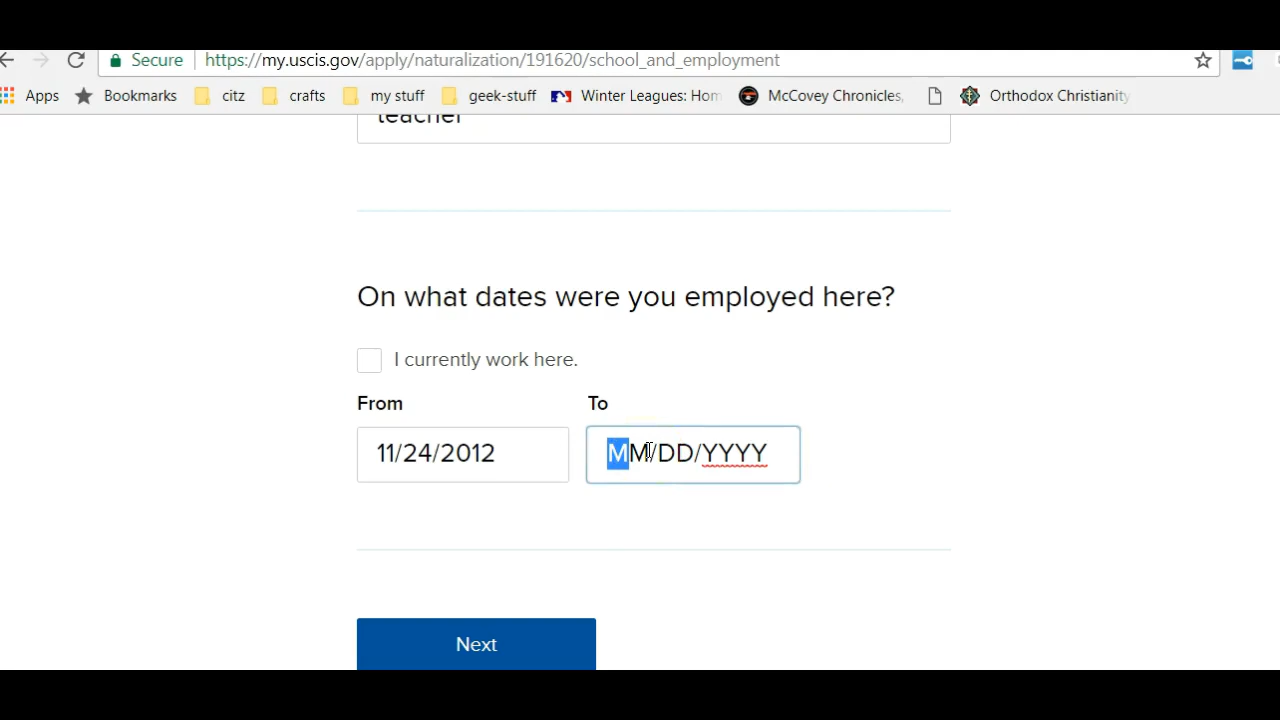 Secure https://my.uscis.gov/apply/naturalization/191620/school_and_employment
Apps Bookmarks citz crafts my stuff geek-stuff Winter Leagues: Hom McCovey Chronicles, Orthodox Christianity
teacher
On what dates were you employed here?
I currently work here.
From To
11/24/2012 MM/DD/YYYY
Next